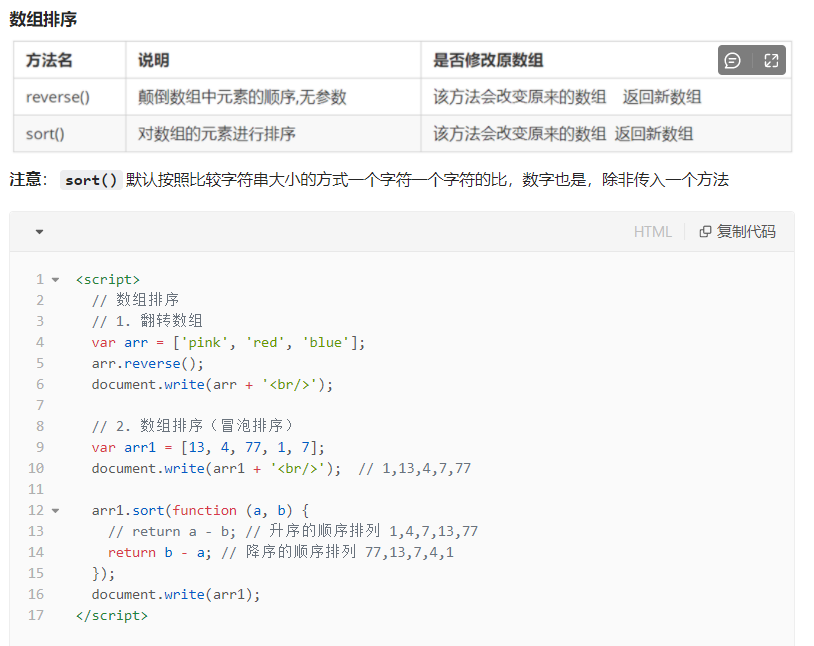 数组排序
方法名 说明 是否修改原数组
reverse() 颠倒数组中元素的顺序,无参数 该方法会改变原来的数组 返回新数组
sort() 对数组的元素进行排序 该方法会改变原来的数组 返回新数组
注意： sort() 默认按照比较字符串大小的方式一个字符一个字符的比，数字也是，除非传入一个方法
HTML 复制代码
1 <script>
2 // 数组排序
3 // 1. 翻转数组
4 var arr = ['pink', 'red', 'blue'];
5 arr.reverse();
6 document.write(arr + '<br/>');
7
8 // 2. 数组排序（冒泡排序）
9 var arr1 = [13, 4, 77, 1, 7];
10 document.write(arr1 + '<br/>'); // 1,13,4,7,77
11
12 arr1.sort(function (a, b) {
13 // return a - b; // 升序的顺序排列 1,4,7,13,77
14 return b - a; // 降序的顺序排列 77,13,7,4,1
15 });
16 document.write(arr1);
17 </script>